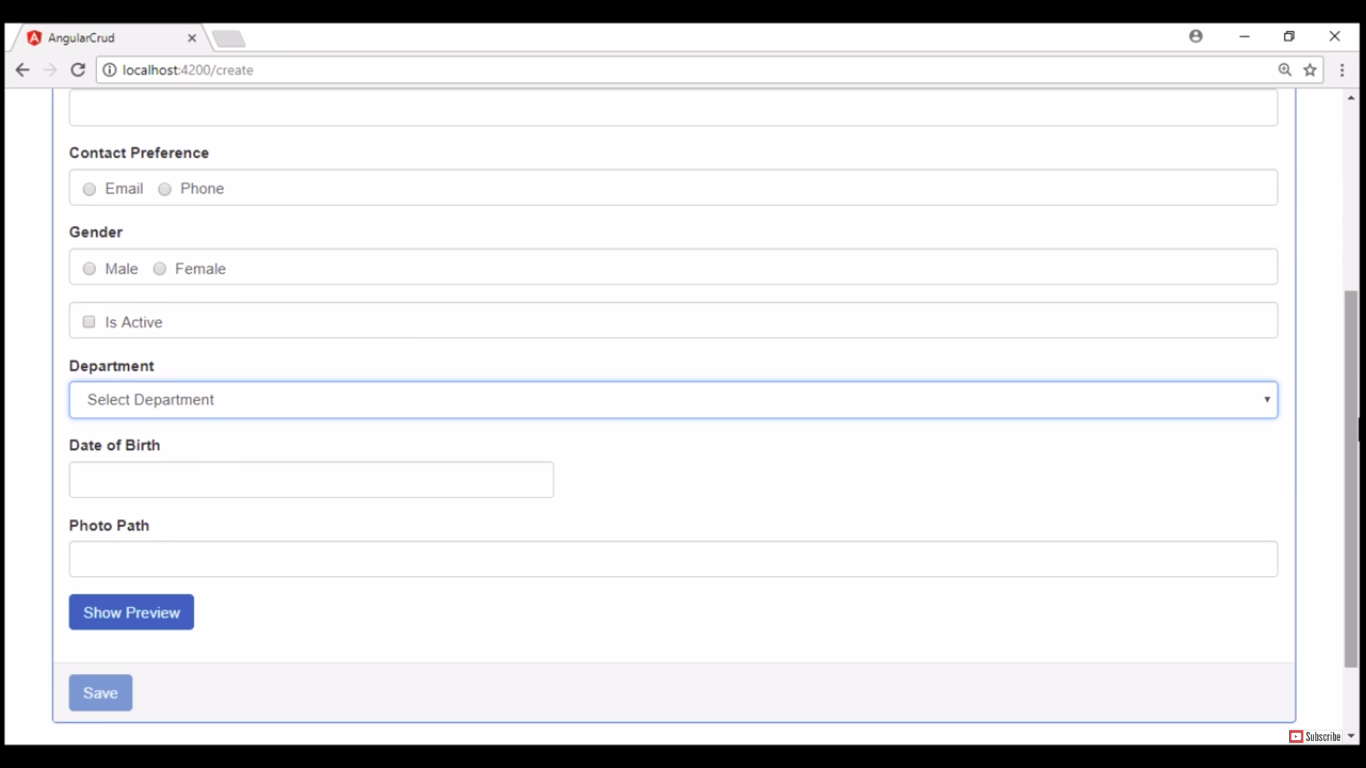 AngularCrud
localhost:4200/create
Contact Preference
Email Phone
Gender
Male Female
Is Active
Department
Select Department
Date of Birth
Photo Path
Show Preview
Save
Subscribe